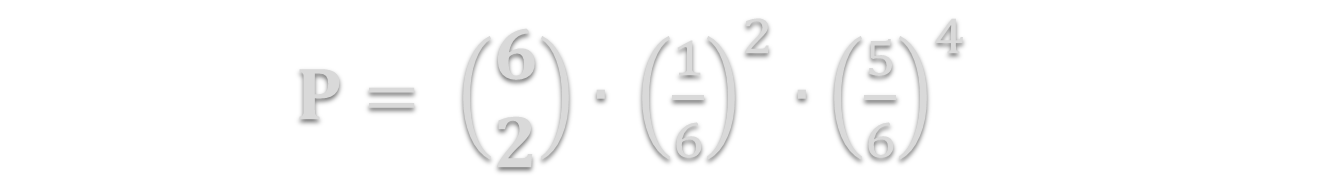 P = (6 2) · (1/6)^2 · (5/6)^4